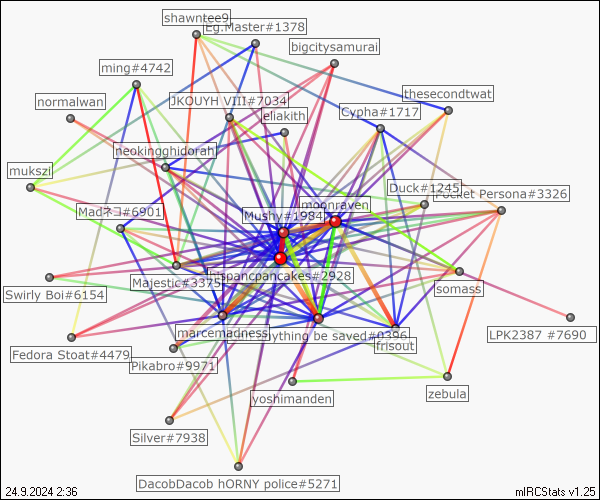 shawntee9
Eg.Master#1378
bigcitysamurai
ming#4742
normalwan
JKOUYH VIII#7034
thesecondtwat
eliakith
Cypha#1717
neokingghidorah
mukszi
Duck#1245
Pocket Persona#3326
moonraven
Mushy#1984
Madネコ#6901
Majestic#3375
hispancpancakes#2928
somass
Swirly Boi#6154
marcemadness
anything be saved#0396
LPK2387 #7690
frisout
Fedora Stoat#4479
Pikabro#9971
yoshimanden
zebula
Silver#7938
DacobDacob hORNY police#5271
24.9.2024 2:36
mIRCStats v1.25